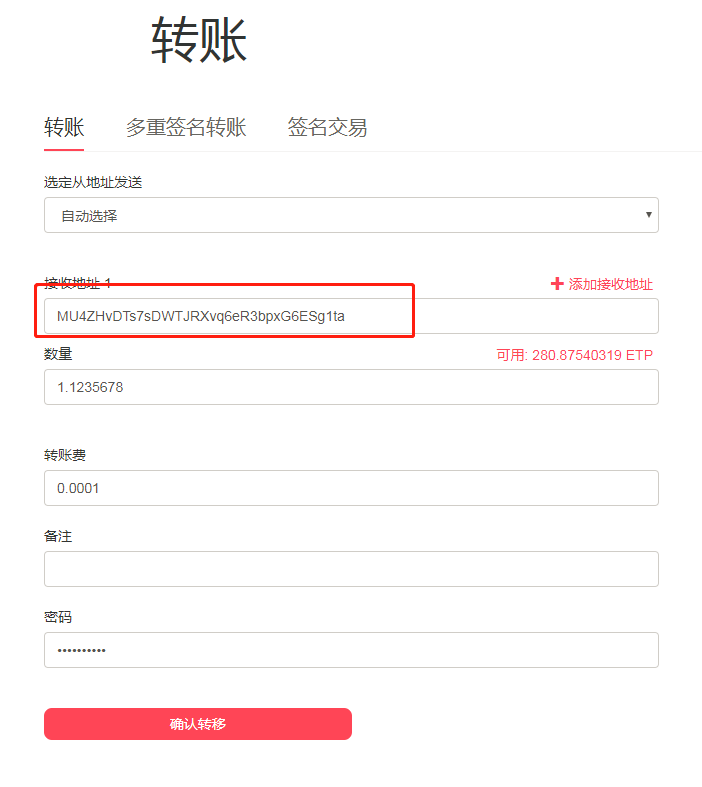 转账
转账 多重签名转账 签名交易
选定从地址发送
自动选择
接收地址 1 添加接收地址
MU4ZHvDTs7sDWTJRXvq6eR3bpxG6ESg1ta
数量 可用: 280.87540319 ETP
1.1235678
转账费
0.0001
备注
密码
••••••••••
确认转移